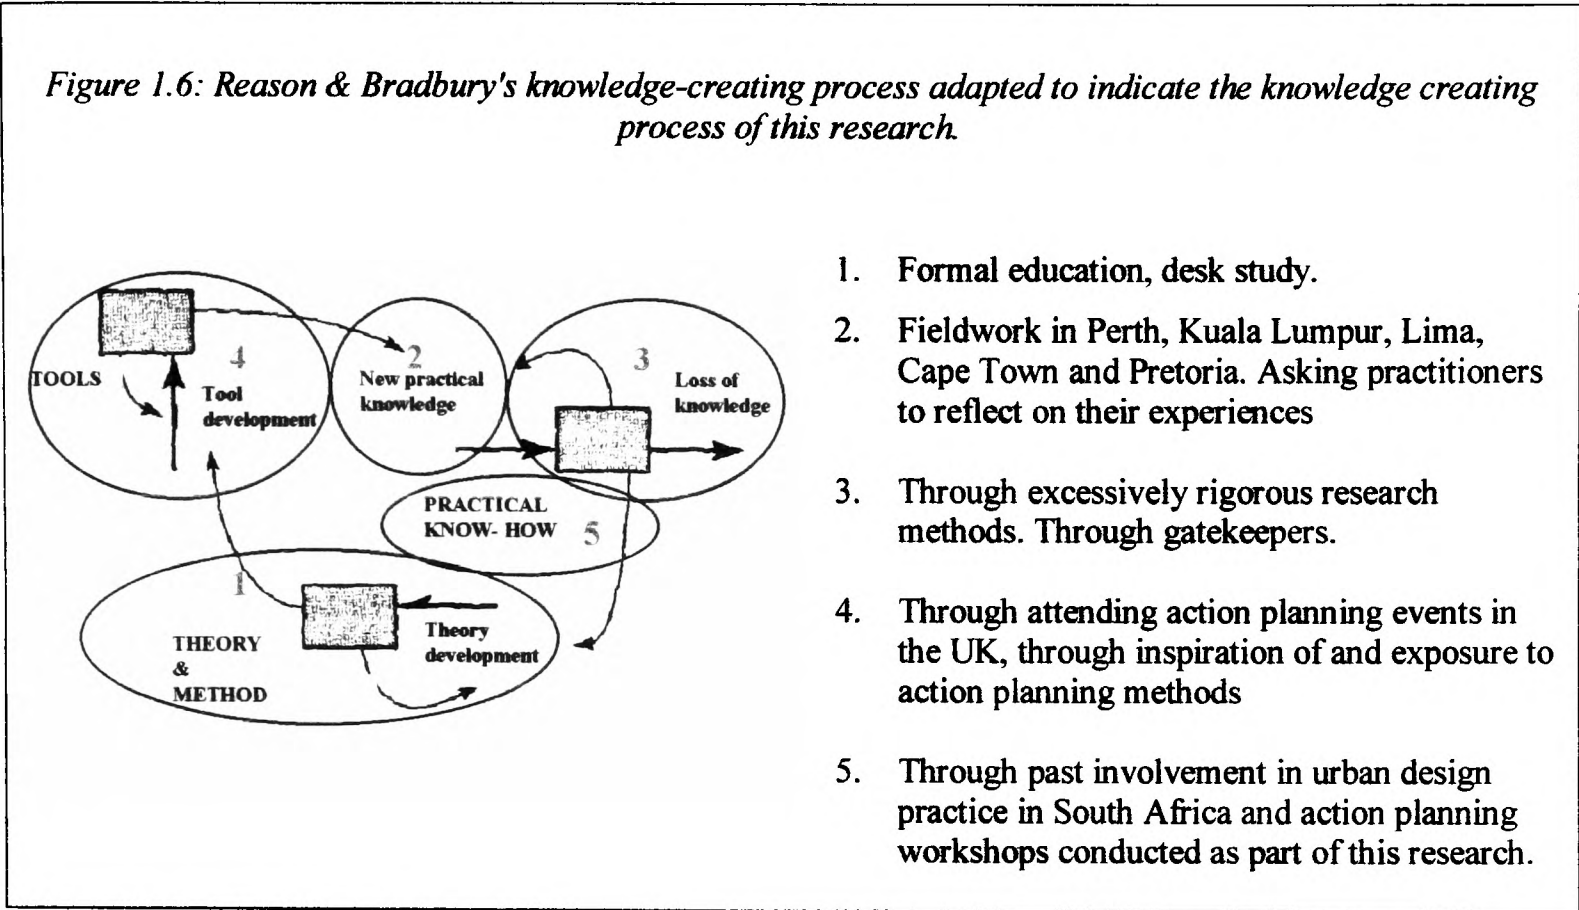 Figure 1.6: Reason & Bradbury's knowledge-creating process adapted to indicate the knowledge creating
process of this research.
TOOLS
4
Tool
development
2
New practical
knowledge
3
Loss of
knowledge
PRACTICAL
KNOW- HOW
5
1
THEORY
&
METHOD
Theory
development
1. Formal education, desk study.
2. Fieldwork in Perth, Kuala Lumpur, Lima,
Cape Town and Pretoria. Asking practitioners
to reflect on their experiences
3. Through excessively rigorous research
methods. Through gatekeepers.
4. Through attending action planning events in
the UK, through inspiration of and exposure to
action planning methods
5. Through past involvement in urban design
practice in South Africa and action planning
workshops conducted as part of this research.